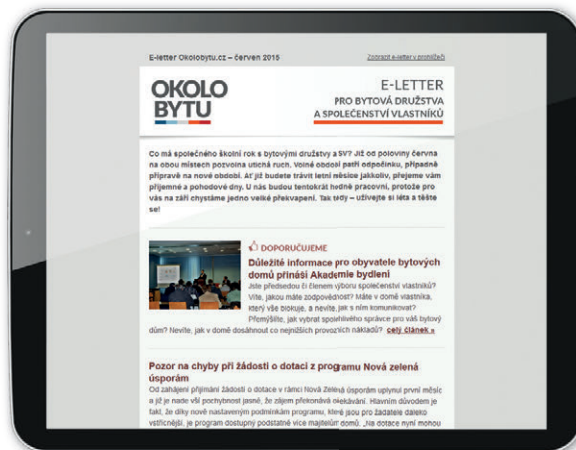 E-letter Okolobytu.cz – červen 2015
Zobrazit e-letter v prohlížeči
OKOLO
BYTU
E-LETTER
PRO BYTOVÁ DRUŽSTVA
A SPOLEČENSTVÍ VLASTNÍKŮ
Co má společného školní rok s bytovými družstvy a SVJ? Již od poloviny června
na obou místech pozvolna utichá ruch. Volné období patří odpočinku, případně
přípravě na nové období. Ať již budete trávit letní měsíce jakkoliv, přejeme vám
příjemné a pohodové dny. U nás budou tentokrát hodně pracovní, protože pro
vás na září chystáme jedno velké překvapení. Tak tedy – užívejte si léta a těšte
se!
DOPORUČUJEME
Důležité informace pro obyvatele bytových
domů přináší Akademie bydlení
Jste předsedou či členem výboru společenství vlastníků?
Víte, jakou máte zodpovědnost? Máte v domě vlastníka,
který vše blokuje, a nevíte, jak s ním komunikovat?
Přemýšlíte, jak vybrat spolehlivého správce pro váš bytový
dům? Nevíte, jak v domě dosáhnout co nejnižších provozních nákladů? celý článek »
Pozor na chyby při žádosti o dotaci z programu Nová zelená
úsporám
Od zahájení přijímání žádostí o dotace v rámci Nová Zelená úsporám uplynul první měsíc
a již je nade vší pochybnost jasné, že zájem překonává očekávání. Hlavním důvodem je
fakt, že díky nově nastaveným podmínkám programu, které jsou pro žadatele daleko
vstřícnější, je program dostupný podstatně více majitelům domů. „Na dotace nyní mohou